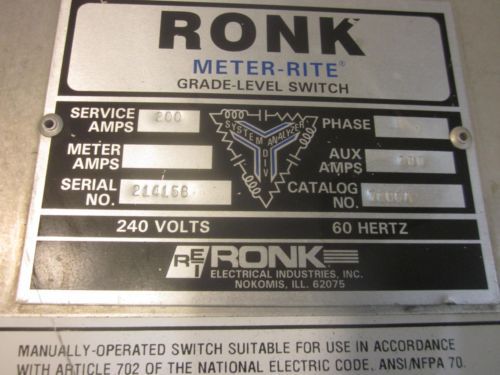 RONK
METER-RITE®
GRADE-LEVEL SWITCH
SERVICE AMPS 200
PHASE
METER AMPS
AUX AMPS
SERIAL NO. 214156
CATALOG NO.
SYSTEM ANALYZER DIV
240 VOLTS 60 HERTZ
REI RONK
ELECTRICAL INDUSTRIES, INC.
NOKOMIS, ILL. 62075
MANUALLY-OPERATED SWITCH SUITABLE FOR USE IN ACCORDANCE
WITH ARTICLE 702 OF THE NATIONAL ELECTRIC CODE, ANSI/NFPA 70.